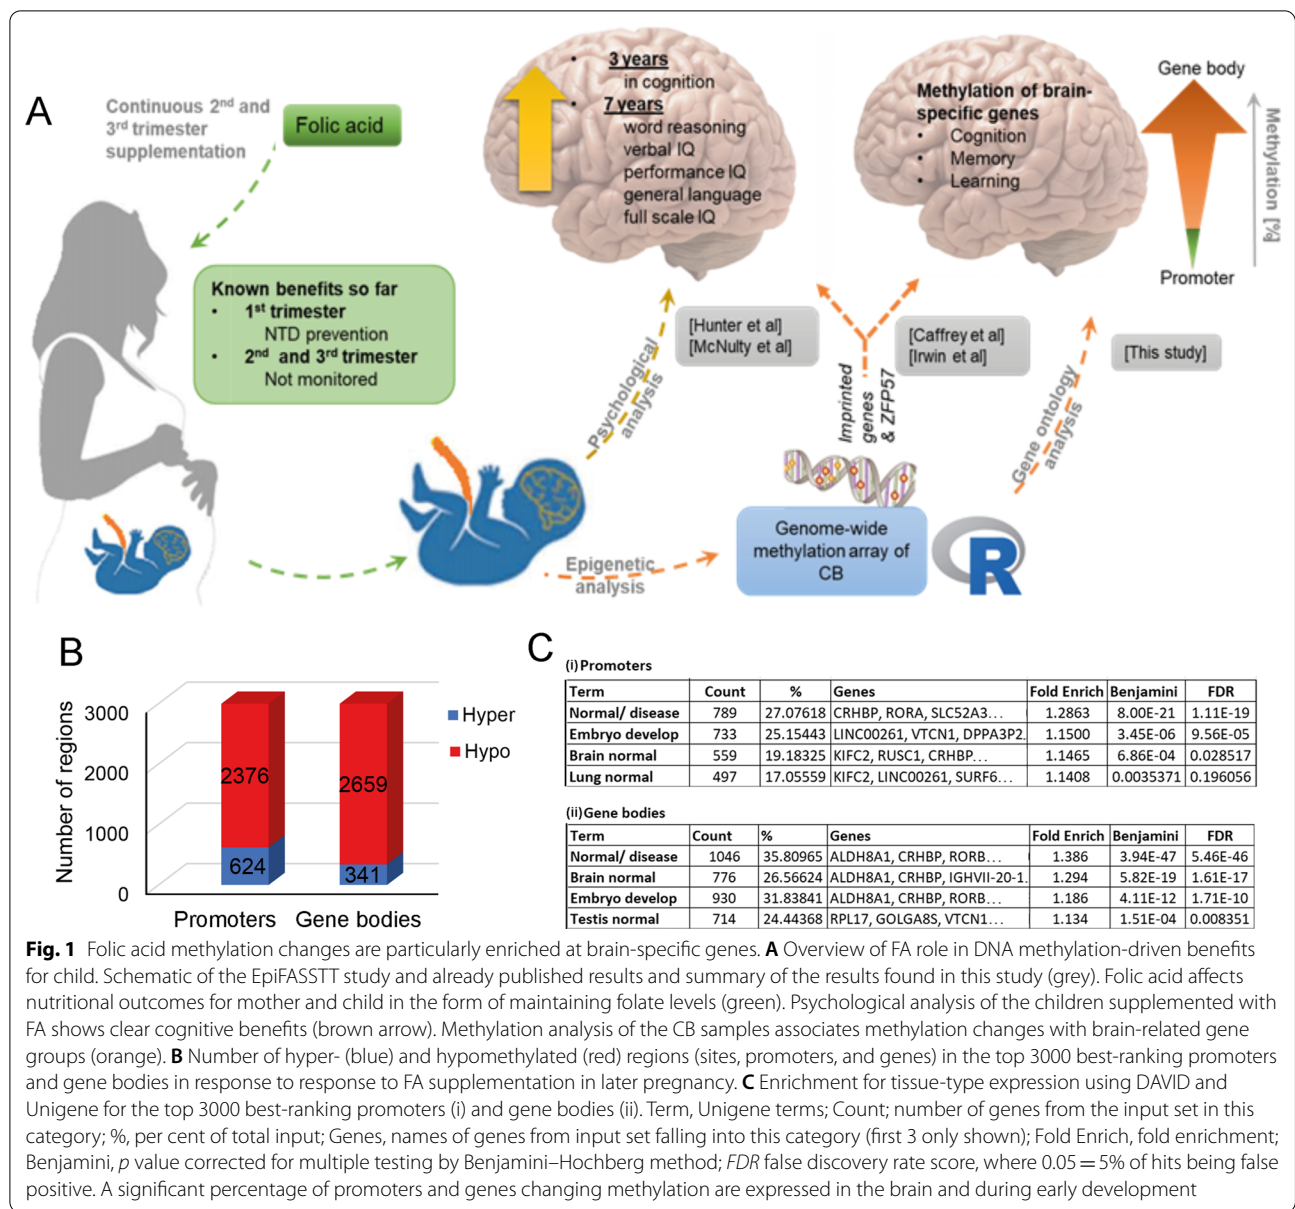 A
Continuous 2nd and
3rd trimester
supplementation
Folic acid
Known benefits so far
• 1st trimester
NTD prevention
• 2nd and 3rd trimester
Not monitored
• 3 years
in cognition
• 7 years
word reasoning
verbal IQ
performance IQ
general language
full scale IQ
Methylation of brain-
specific genes
• Cognition
• Memory
• Learning
Gene body
Methylation [%]
Promoter
[Hunter et al]
[McNulty et al]
[Caffrey et al]
[Irwin et al]
[This study]
Psychological
analysis
Imprinted
genes
& ZFP57
Gene ontology
analysis
Epigenetic
analysis
Genome-wide
methylation array of
CB
R
B
Number of regions
3000
2000
1000
0
2376
624
2659
341
Promoters
Gene bodies
Hyper
Hypo
C
(i) Promoters
Term Count % Genes Fold Enrich Benjamini FDR
Normal/ disease 789 27.07618 CRHBP, RORA, SLC52A3... 1.2863 8.00E-21 1.11E-19
Embryo develop 733 25.15443 LINC00261, VTCN1, DPPA3P2. 1.1500 3.45E-06 9.56E-05
Brain normal 559 19.18325 KIFC2, RUSC1, CRHBP... 1.1465 6.86E-04 0.028517
Lung normal 497 17.05559 KIFC2, LINC00261, SURF6... 1.1408 0.0035371 0.196056
(ii) Gene bodies
Term Count % Genes Fold Enrich Benjamini FDR
Normal/ disease 1046 35.80965 ALDH8A1, CRHBP, RORB... 1.386 3.94E-47 5.46E-46
Brain normal 776 26.56624 ALDH8A1, CRHBP, IGHVII-20-1. 1.294 5.82E-19 1.61E-17
Embryo develop 930 31.83841 ALDH8A1, CRHBP, RORB... 1.186 4.11E-12 1.71E-10
Testis normal 714 24.44368 RPL17, GOLGA8S, VTCN1... 1.134 1.51E-04 0.008351
Fig. 1 Folic acid methylation changes are particularly enriched at brain-specific genes. A Overview of FA role in DNA methylation-driven benefits
for child. Schematic of the EpiFASSTT study and already published results and summary of the results found in this study (grey). Folic acid affects
nutritional outcomes for mother and child in the form of maintaining folate levels (green). Psychological analysis of the children supplemented with
FA shows clear cognitive benefits (brown arrow). Methylation analysis of the CB samples associates methylation changes with brain-related gene
groups (orange). B Number of hyper- (blue) and hypomethylated (red) regions (sites, promoters, and genes) in the top 3000 best-ranking promoters
and gene bodies in response to response to FA supplementation in later pregnancy. C Enrichment for tissue-type expression using DAVID and
Unigene for the top 3000 best-ranking promoters (i) and gene bodies (ii). Term, Unigene terms; Count; number of genes from the input set in this
category; %, per cent of total input; Genes, names of genes from input set falling into this category (first 3 only shown); Fold Enrich, fold enrichment;
Benjamini, p value corrected for multiple testing by Benjamini–Hochberg method; FDR false discovery rate score, where 0.05 = 5% of hits being false
positive. A significant percentage of promoters and genes changing methylation are expressed in the brain and during early development